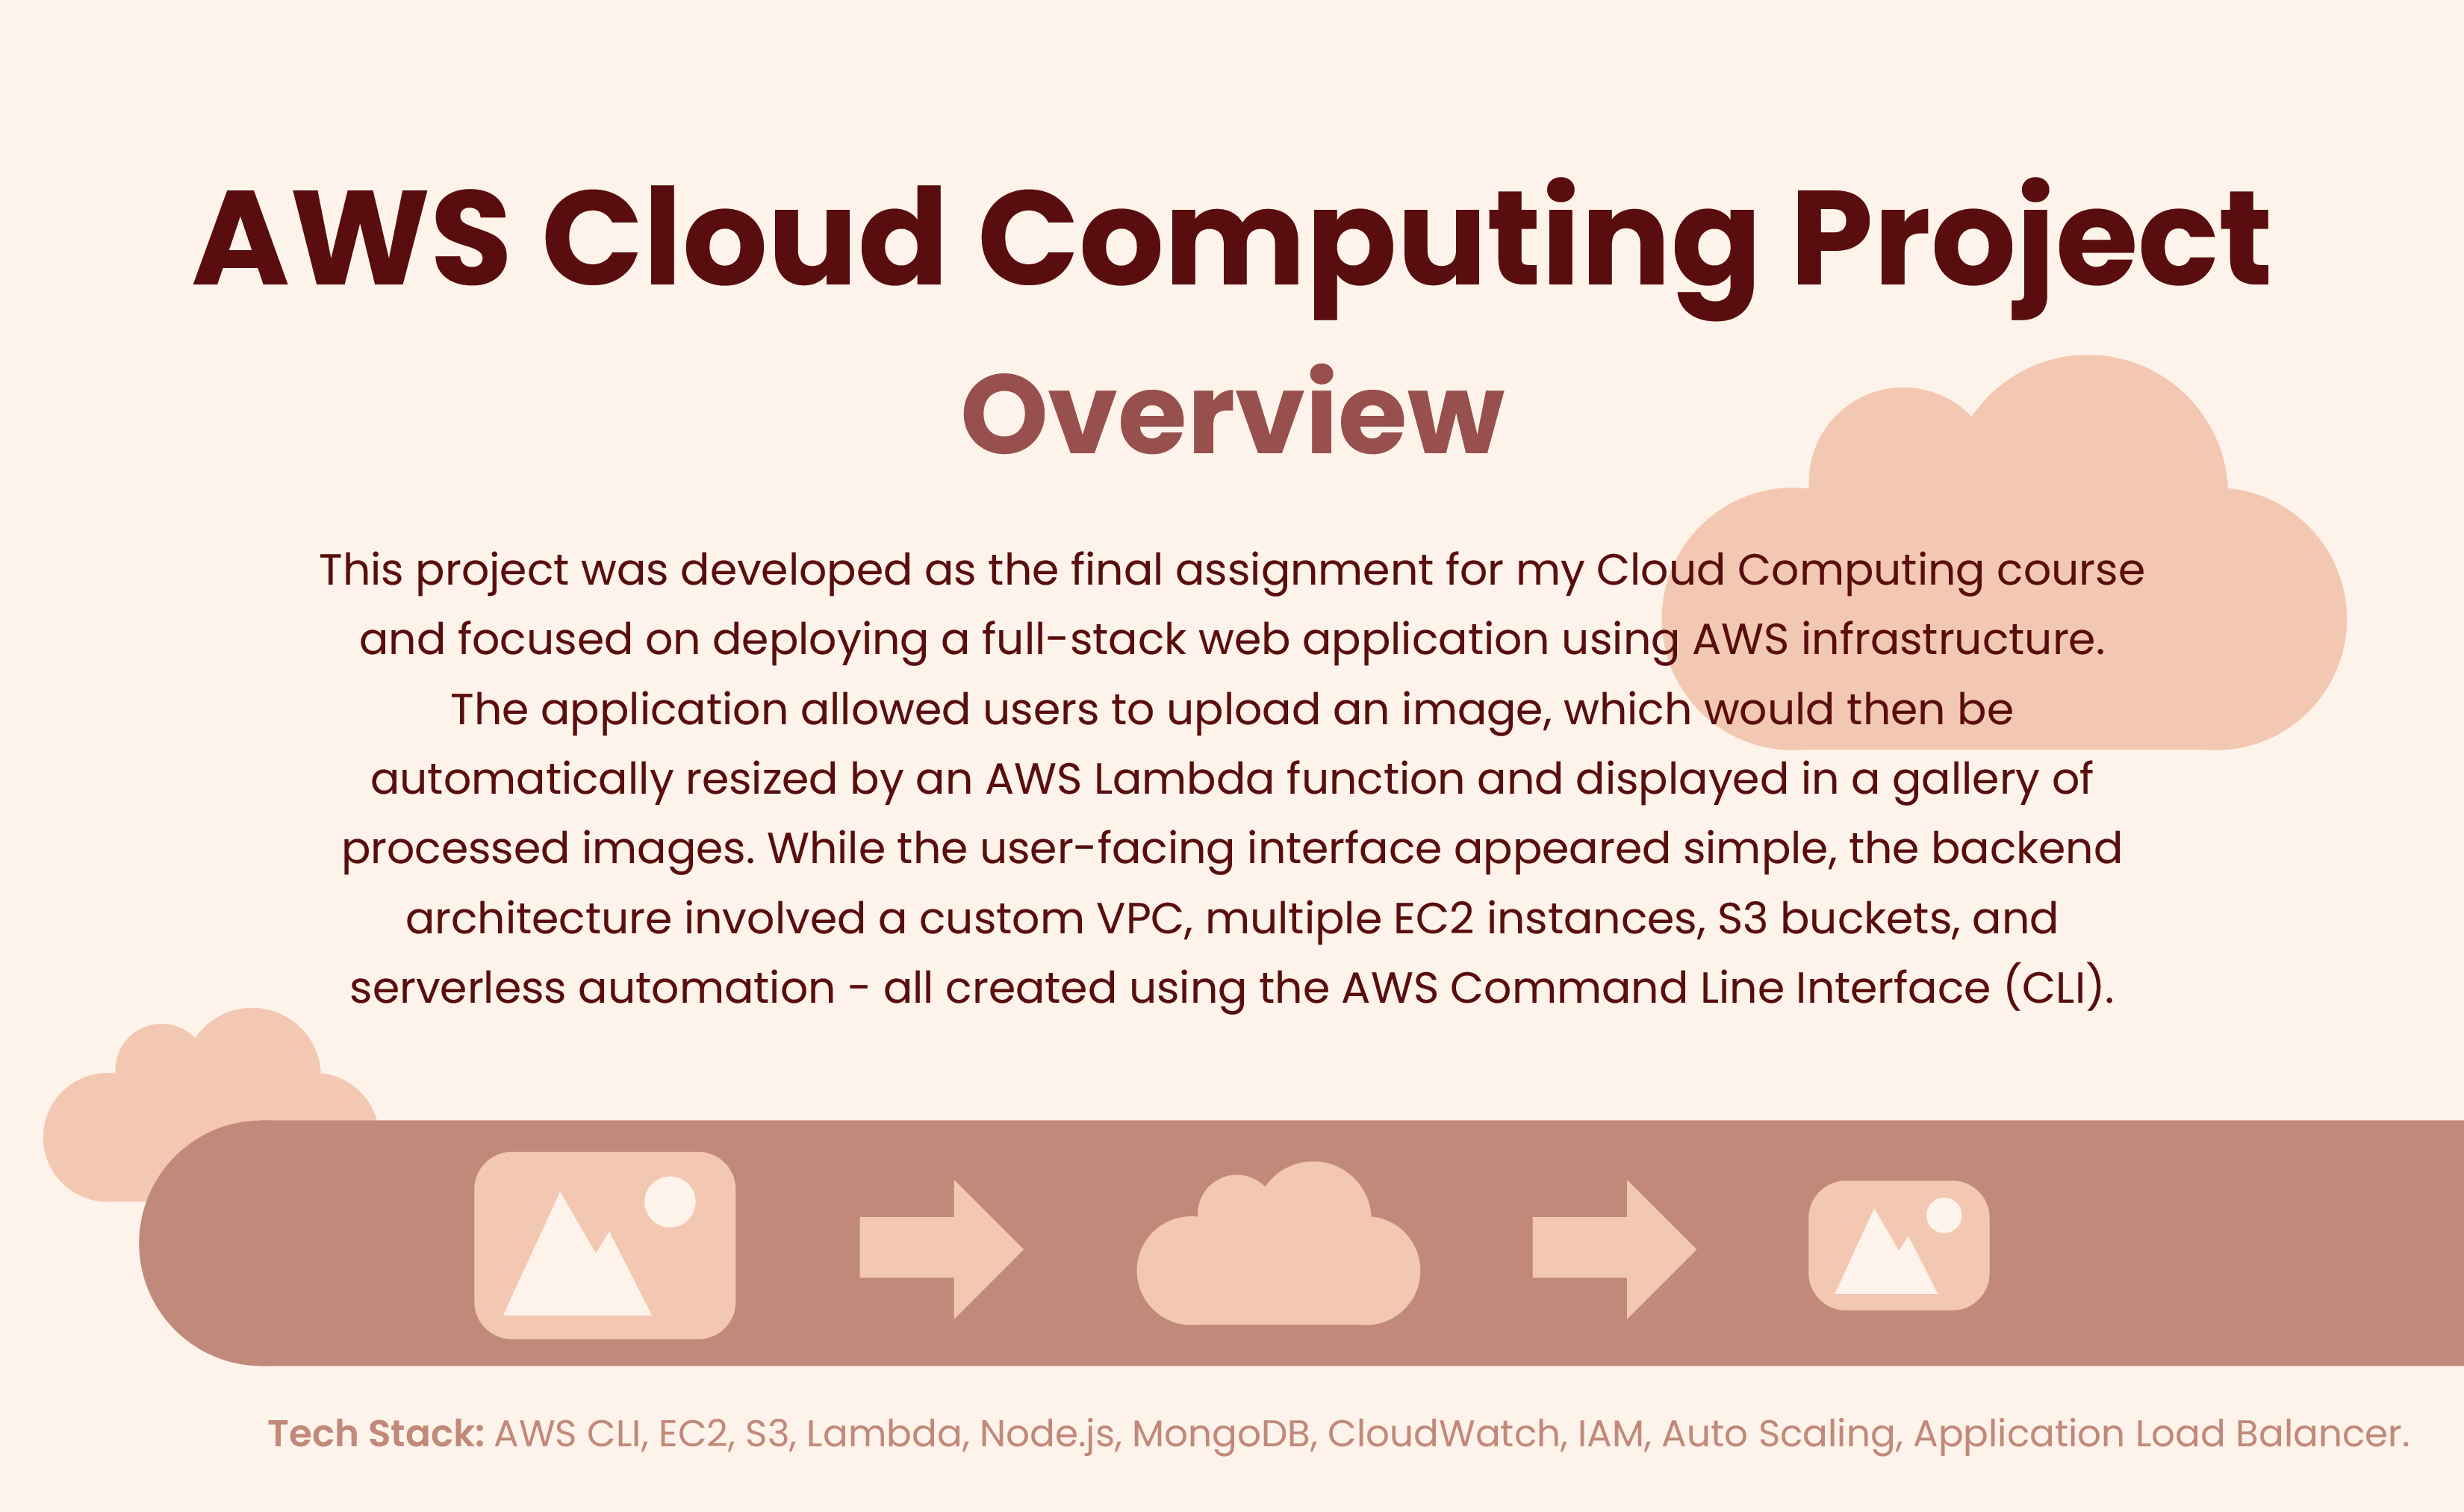 AWS Cloud Computing Project
Overview
This project was developed as the final assignment for my Cloud Computing course
and focused on deploying a full-stack web application using AWS infrastructure.
The application allowed users to upload an image, which would then be
automatically resized by an AWS Lambda function and displayed in a gallery of
processed images. While the user-facing interface appeared simple, the backend
architecture involved a custom VPC, multiple EC2 instances, S3 buckets, and
serverless automation - all created using the AWS Command Line Interface (CLI).
Tech Stack: AWS CLI, EC2, S3, Lambda, Node.js, MongoDB, CloudWatch, IAM, Auto Scaling, Application Load Balancer.